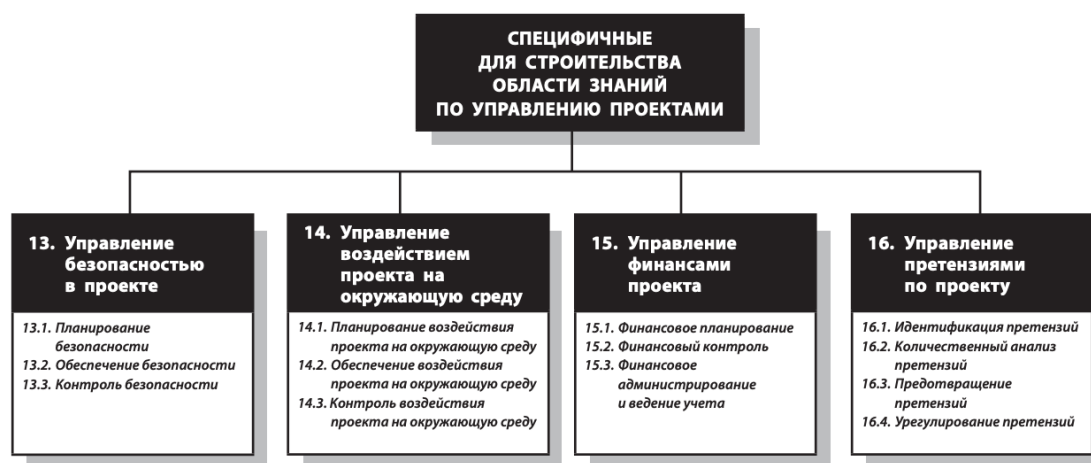 СПЕЦИФИЧНЫЕ
ДЛЯ СТРОИТЕЛЬСТВА
ОБЛАСТИ ЗНАНИЙ
ПО УПРАВЛЕНИЮ ПРОЕКТАМИ
13. Управление
безопасностью
в проекте
13.1. Планирование
безопасности
13.2. Обеспечение безопасности
13.3. Контроль безопасности
14. Управление
воздействием
проекта на
окружающую среду
14.1. Планирование воздействия
проекта на окружающую среду
14.2. Обеспечение воздействия
проекта на окружающую среду
14.3. Контроль воздействия
проекта на окружающую среду
15. Управление
финансами
проекта
15.1. Финансовое планирование
15.2. Финансовый контроль
15.3. Финансовое
администрирование
и ведение учета
16. Управление
претензиями
по проекту
16.1. Идентификация претензий
16.2. Количественный анализ
претензий
16.3. Предотвращение
претензий
16.4. Урегулирование претензий